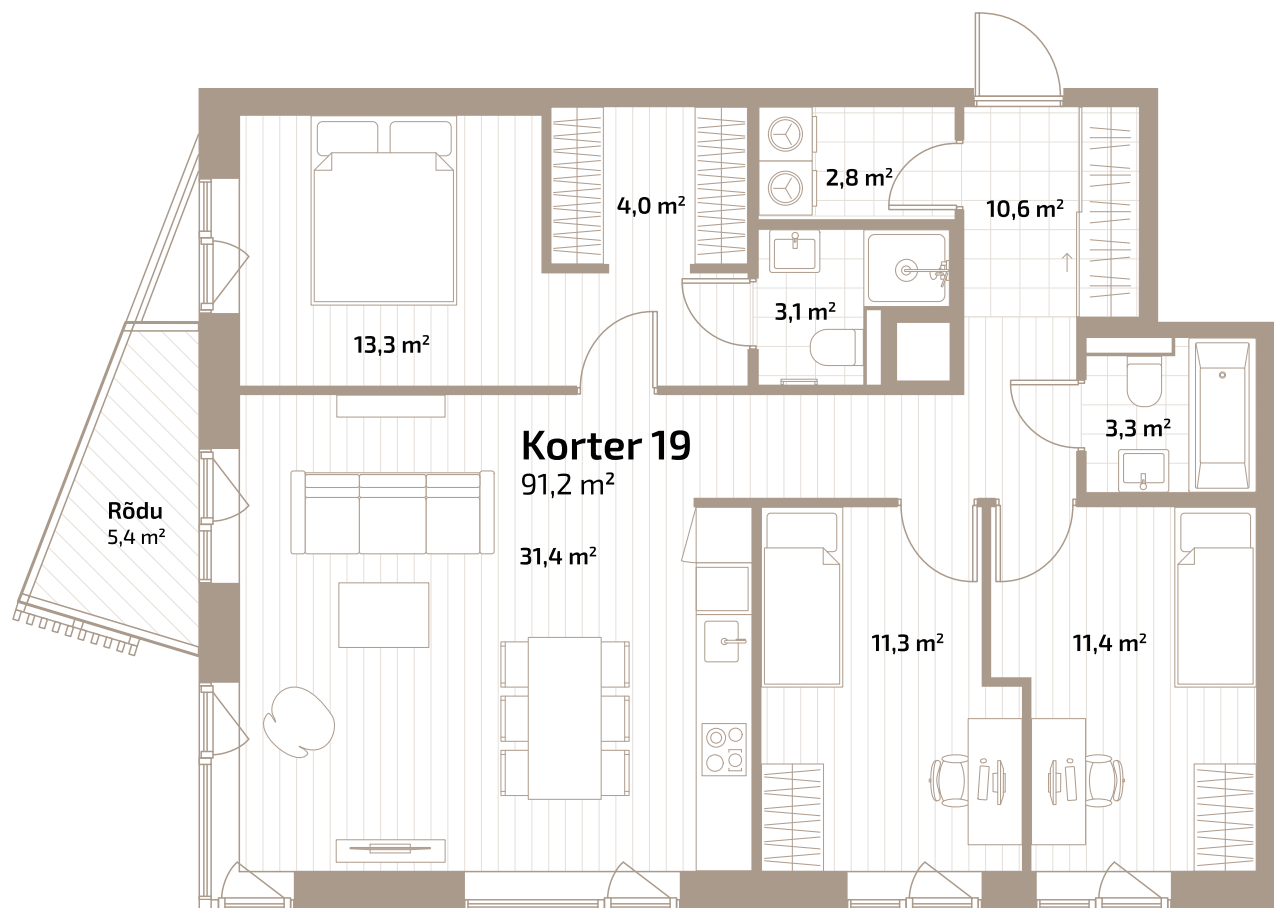 2,8 m²
4,0 m²
10,6 m²
3,1 m²
13,3 m²
3,3 m²
Korter 19
91,2 m²
Rõdu
5,4 m²
31,4 m²
11,3 m²
11,4 m²